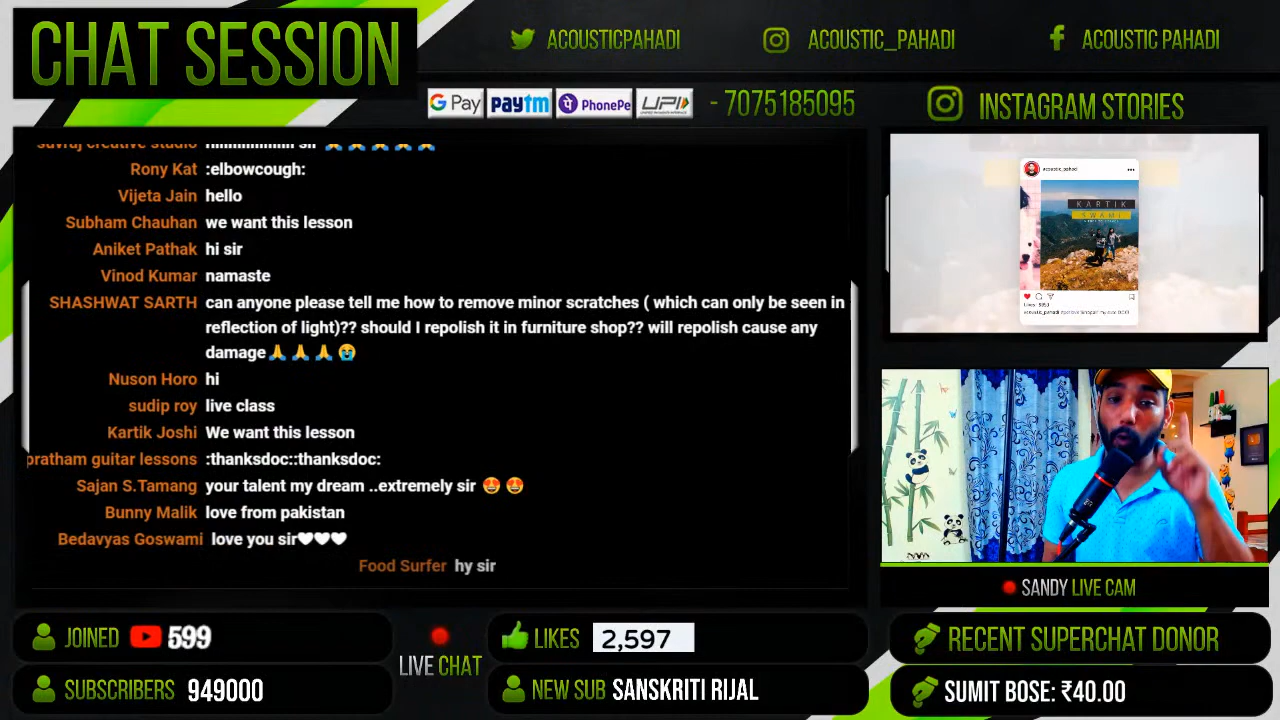 CHAT SESSION
ACOUSTICPAHADI
ACOUSTIC_PAHADI
ACOUSTIC PAHADI
G Pay paytm PhonePe UPI - 7075185095
INSTAGRAM STORIES
suvraj creative studio sir 🙏🙏🙏🙏🙏
Rony Kat :elbowcough:
Vijeta Jain hello
Subham Chauhan we want this lesson
Aniket Pathak hi sir
Vinod Kumar namaste
SHASHWAT SARTH can anyone please tell me how to remove minor scratches ( which can only be seen in
reflection of light)?? should I repolish it in furniture shop?? will repolish cause any
damage🙏🙏🙏😭
Nuson Horo hi
sudip roy live class
Kartik Joshi We want this lesson
pratham guitar lessons :thanksdoc::thanksdoc:
Sajan S.Tamang your talent my dream ..extremely sir 🤩🤩
Bunny Malik love from pakistan
Bedavyas Goswami love you sir🤍🤍🤍
Food Surfer hy sir
acoustic_pahadi
KARTIK
SWAMI
SANDY LIVE CAM
JOINED 599
SUBSCRIBERS 949000
LIVE CHAT
LIKES 2,597
NEW SUB SANSKRITI RIJAL
RECENT SUPERCHAT DONOR
SUMIT BOSE: ₹40.00